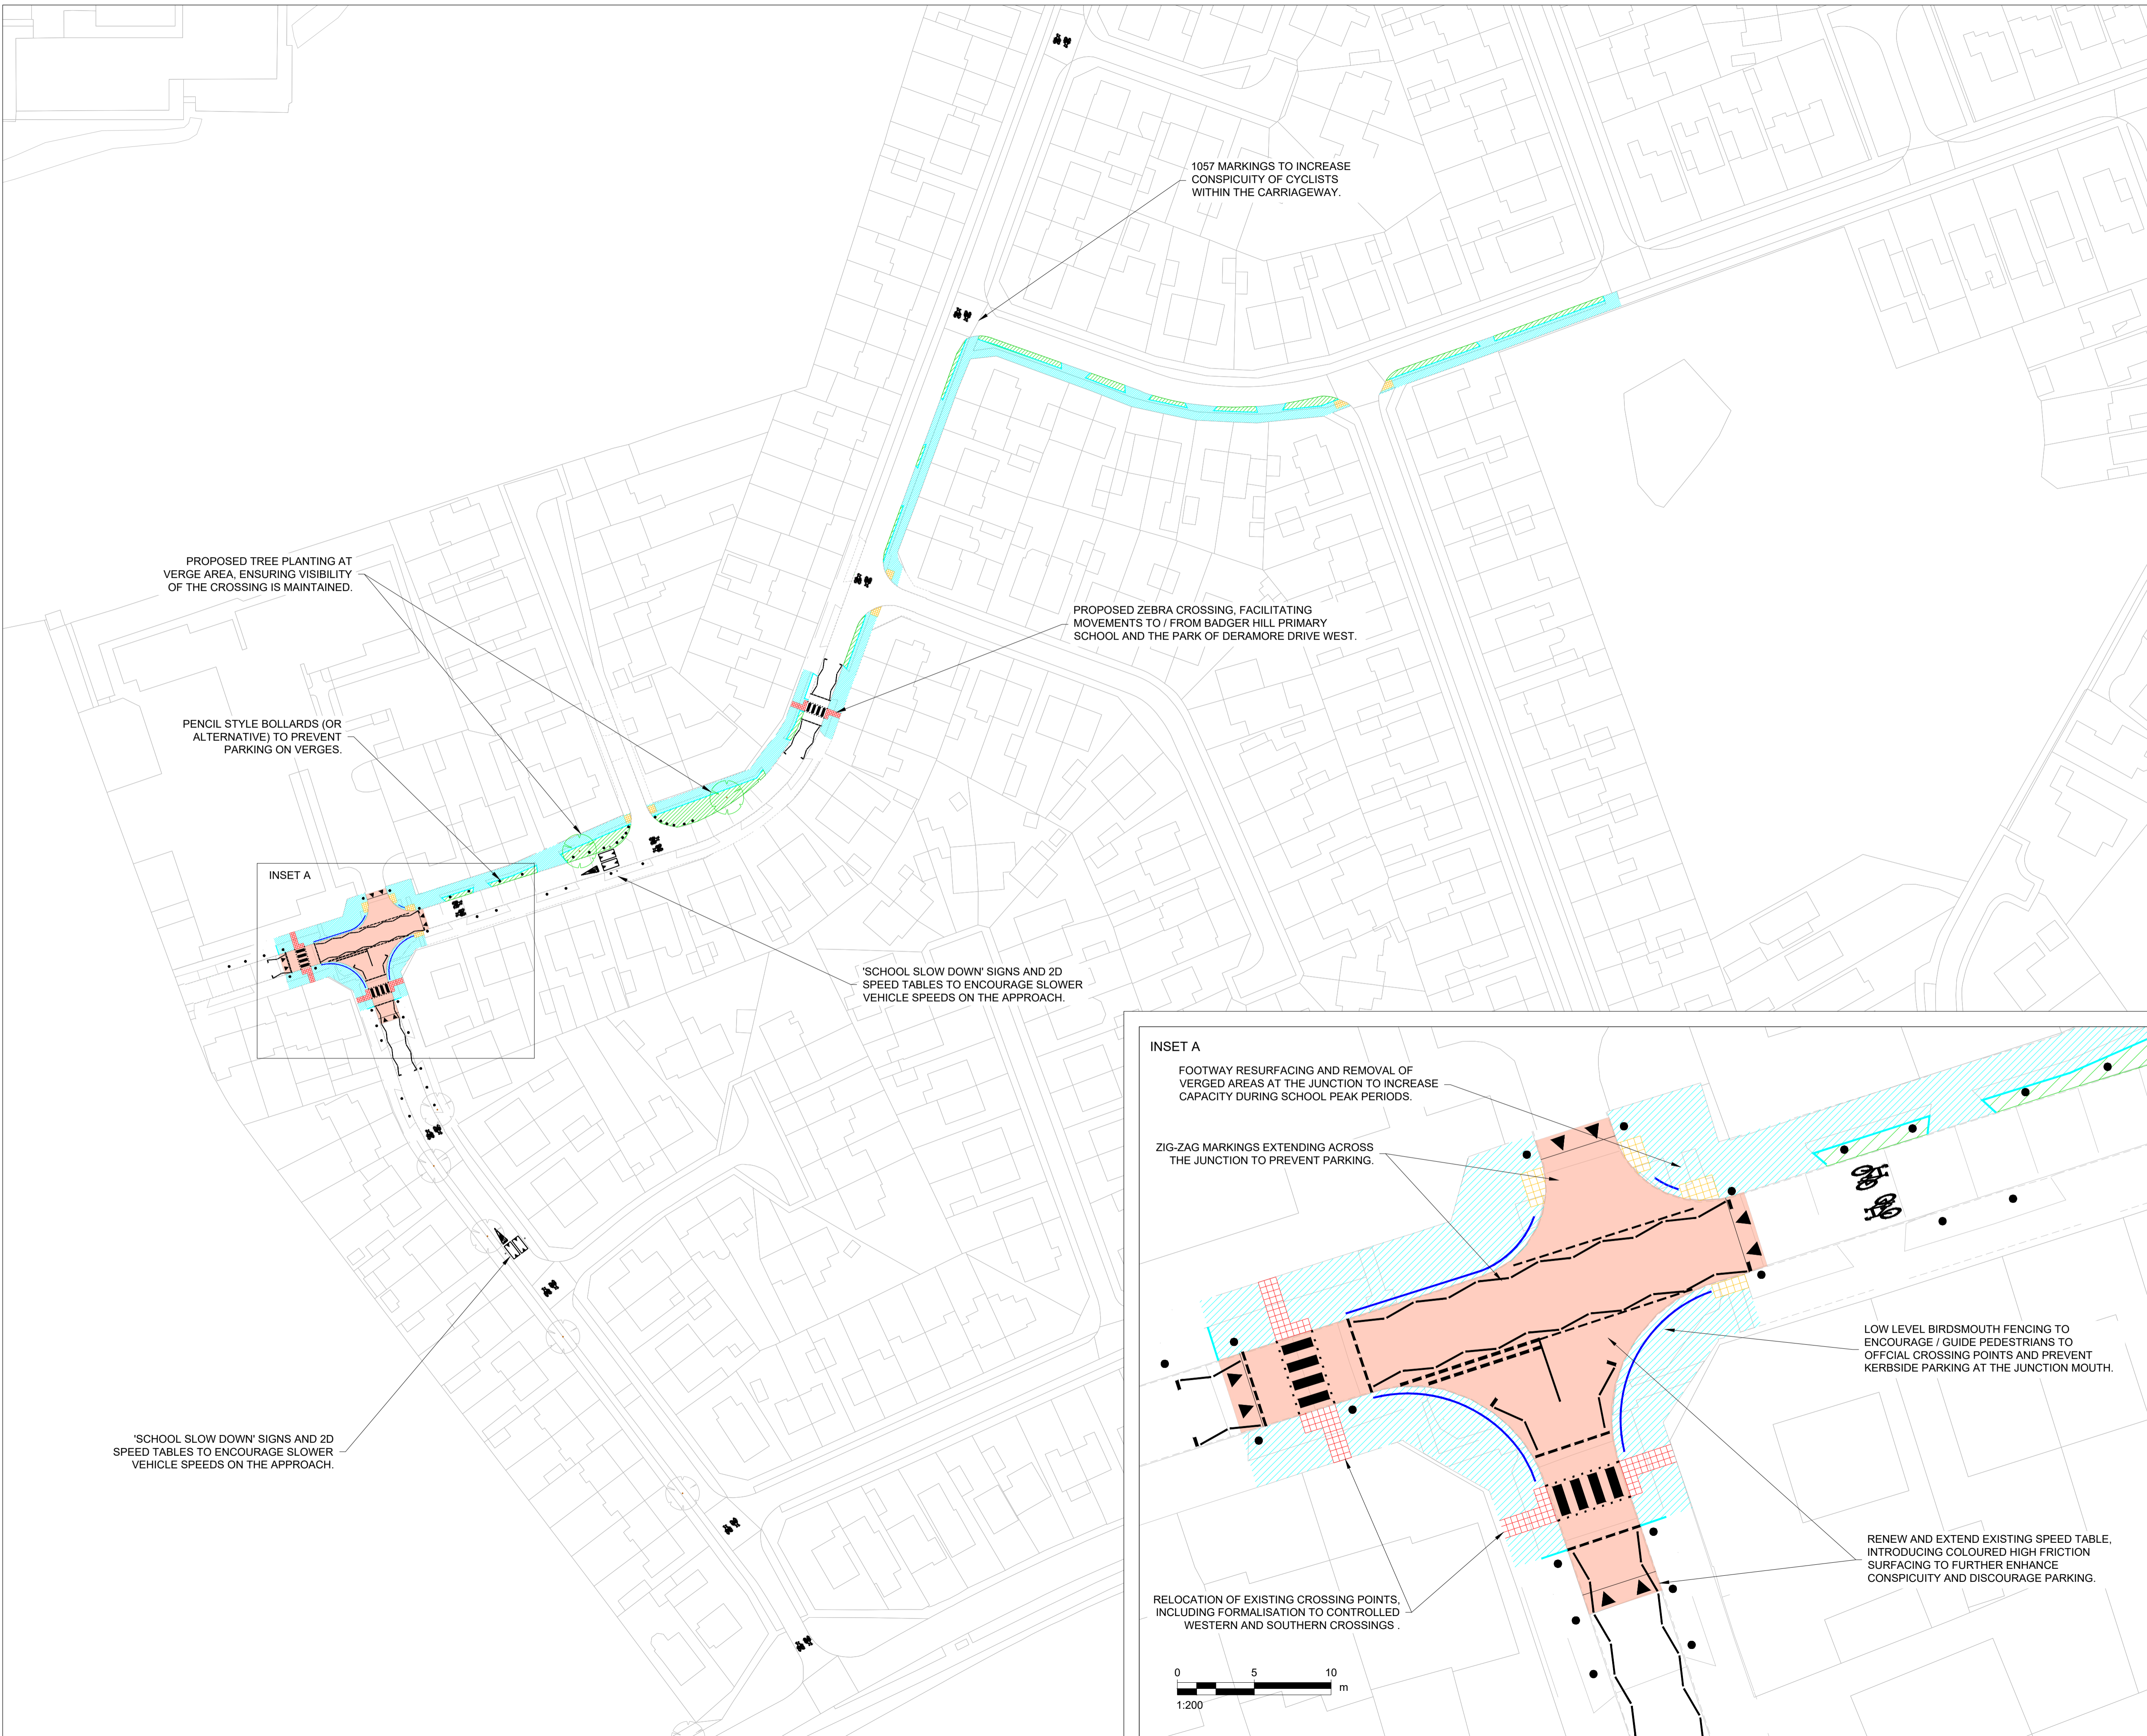 1057 MARKINGS TO INCREASE
CONSPICUITY OF CYCLISTS
WITHIN THE CARRIAGEWAY.
PROPOSED TREE PLANTING AT
VERGE AREA, ENSURING VISIBILITY
OF THE CROSSING IS MAINTAINED.
PROPOSED ZEBRA CROSSING, FACILITATING
MOVEMENTS TO / FROM BADGER HILL PRIMARY
SCHOOL AND THE PARK OF DERAMORE DRIVE WEST.
PENCIL STYLE BOLLARDS (OR
ALTERNATIVE) TO PREVENT
PARKING ON VERGES.
INSET A
'SCHOOL SLOW DOWN' SIGNS AND 2D
SPEED TABLES TO ENCOURAGE SLOWER
VEHICLE SPEEDS ON THE APPROACH.
'SCHOOL SLOW DOWN' SIGNS AND 2D
SPEED TABLES TO ENCOURAGE SLOWER
VEHICLE SPEEDS ON THE APPROACH.
INSET A
FOOTWAY RESURFACING AND REMOVAL OF
VERGED AREAS AT THE JUNCTION TO INCREASE
CAPACITY DURING SCHOOL PEAK PERIODS.
ZIG-ZAG MARKINGS EXTENDING ACROSS
THE JUNCTION TO PREVENT PARKING.
LOW LEVEL BIRDSMOUTH FENCING TO
ENCOURAGE / GUIDE PEDESTRIANS TO
OFFCIAL CROSSING POINTS AND PREVENT
KERBSIDE PARKING AT THE JUNCTION MOUTH.
RENEW AND EXTEND EXISTING SPEED TABLE,
INTRODUCING COLOURED HIGH FRICTION
SURFACING TO FURTHER ENHANCE
CONSPICUITY AND DISCOURAGE PARKING.
RELOCATION OF EXISTING CROSSING POINTS,
INCLUDING FORMALISATION TO CONTROLLED
WESTERN AND SOUTHERN CROSSINGS .
0 5 10
m
1:200